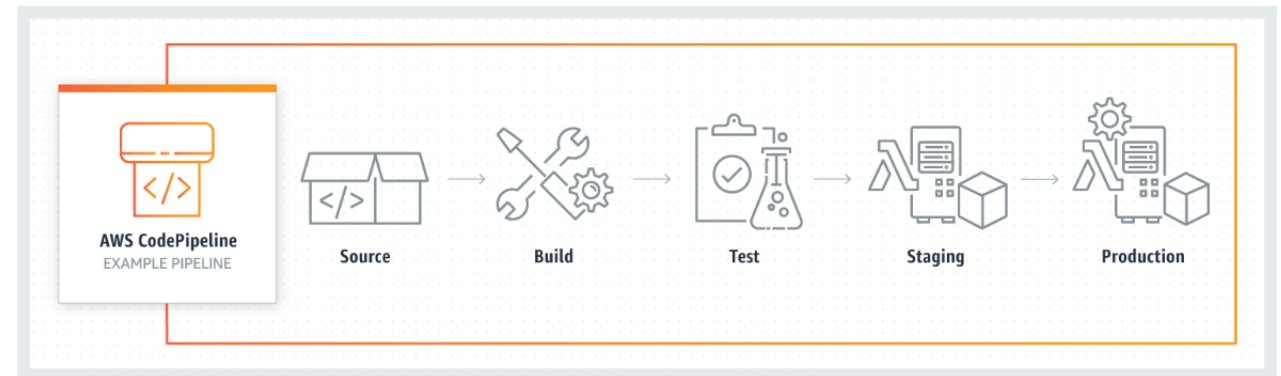 AWS CodePipeline
EXAMPLE PIPELINE
</>
</>
Source
Build
Test
Staging
Production